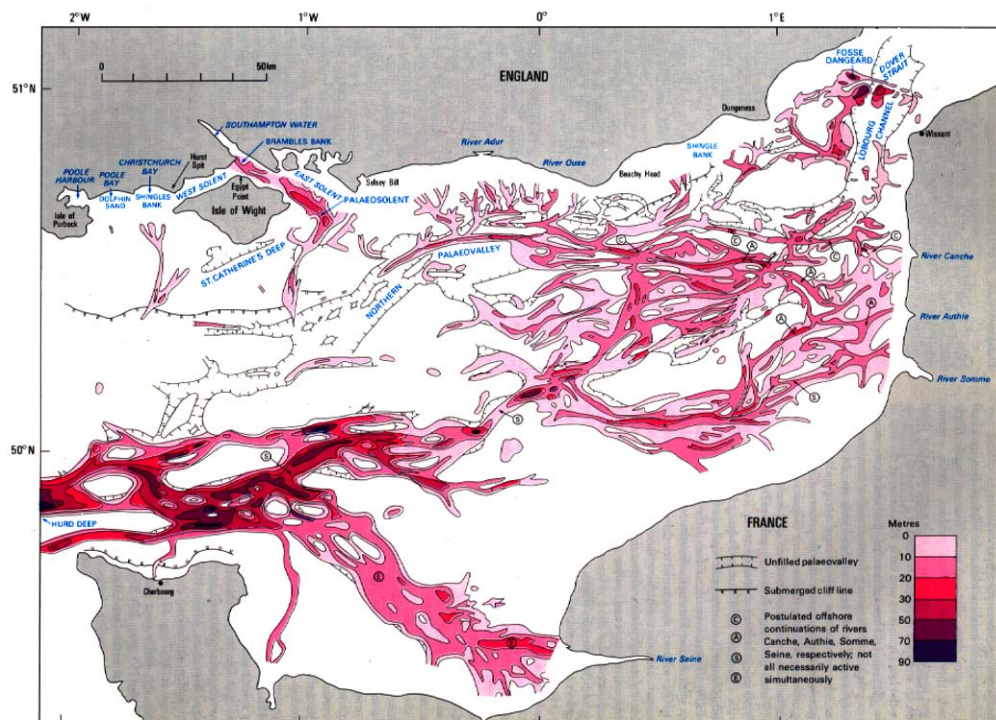 2°W
1°W
0°
1°E
0
50km
ENGLAND
FOSSE
DANGEARD
DOVER
STRAIT
51°N
Dungeness
LOBOURG
CHANNEL
Wissant
SOUTHAMPTON WATER
BRAMBLES BANK
River Adur
River Ouse
SHINGLE
BANK
CHRISTCHURCH
BAY
Hurst
Spit
POOLE
HARBOUR
POOLE
BAY
DOLPHIN
SAND
SHINGLES
BANK
WEST SOLENT
Egypt
Point
EAST SOLENT
Selsey Bill
Beachy Head
PALAEOSOLENT
Isle of
Purbeck
Isle of Wight
ST.CATHERINE'S DEEP
NORTHERN
PALAEOVALLEY
C
C
A
C
C
A
A
A
River Canche
River Authie
River Somme
S
S
50°N
S
HURD DEEP
Cherbourg
E
E
River Seine
FRANCE
Unfilled palaeovalley
Submerged cliff line
C
A
S
E
Postulated offshore
continuations of rivers
Canche, Authie, Somme,
Seine, respectively; not
all necessarily active
simultaneously
Metres
0
10
20
30
50
70
90